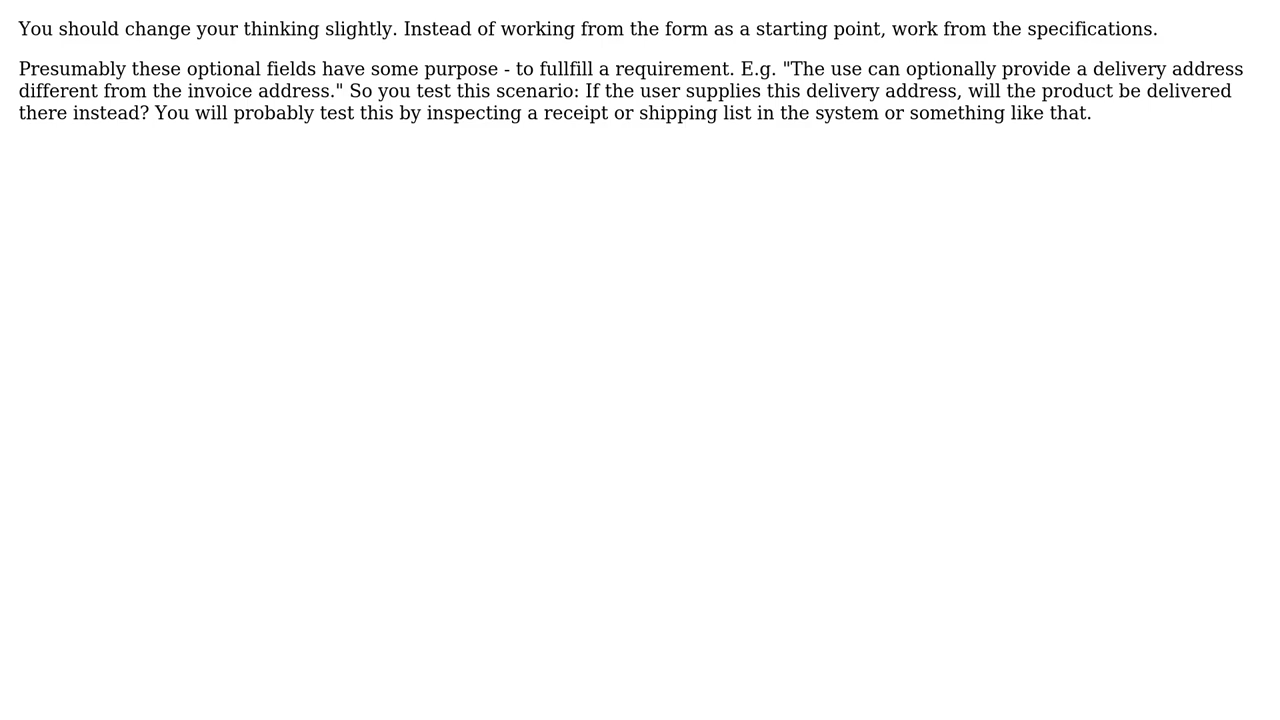 You should change your thinking slightly. Instead of working from the form as a starting point, work from the specifications.
Presumably these optional fields have some purpose - to fullfill a requirement. E.g. "The use can optionally provide a delivery address
different from the invoice address." So you test this scenario: If the user supplies this delivery address, will the product be delivered
there instead? You will probably test this by inspecting a receipt or shipping list in the system or something like that.